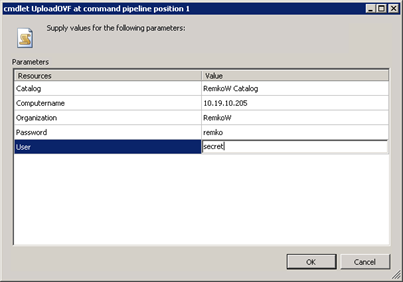 cmdlet UploadOVF at command pipeline position 1
Supply values for the following parameters:
Parameters
Resources Value
Catalog RemkoW Catalog
Computername 10.19.10.205
Organization RemkoW
Password remko
User secret
OK Cancel